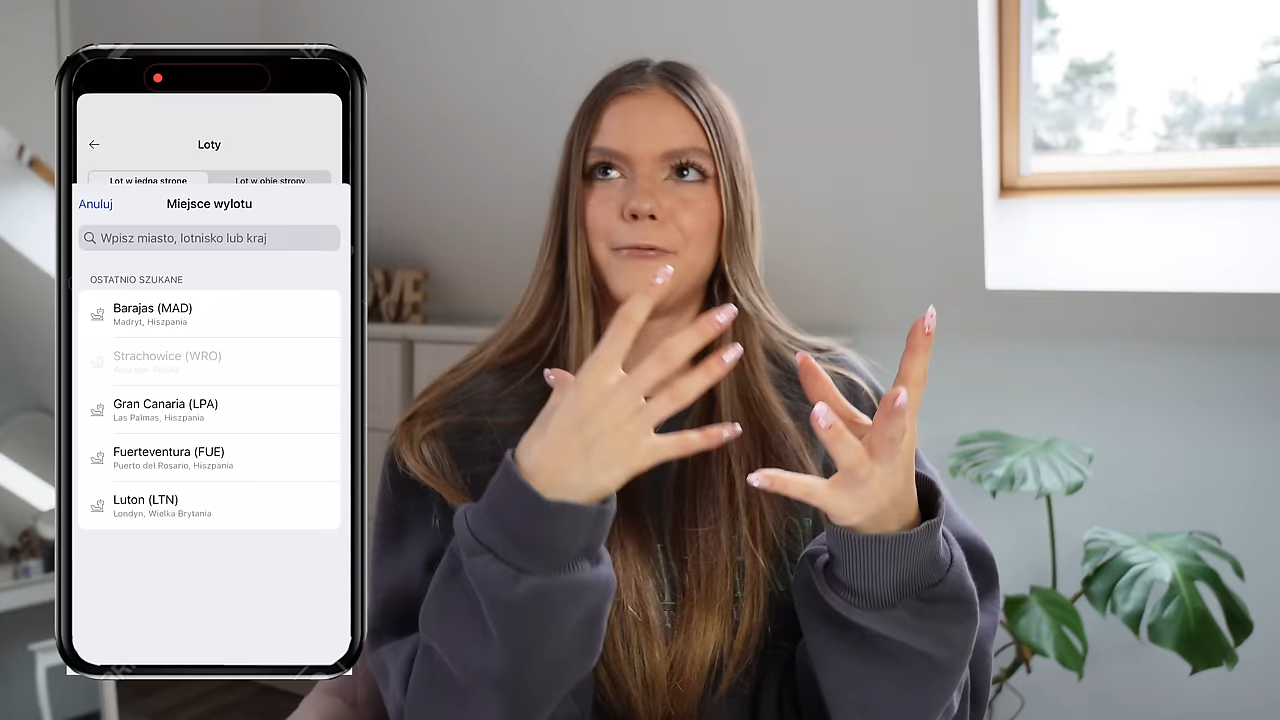 Loty
Lot w jedną stronę
Lot w obie strony
Anuluj
Miejsce wylotu
Wpisz miasto, lotnisko lub kraj
OSTATNIO SZUKANE
Barajas (MAD)
Madryt, Hiszpania
Strachowice (WRO)
Wrocław, Polska
Gran Canaria (LPA)
Las Palmas, Hiszpania
Fuerteventura (FUE)
Puerto del Rosario, Hiszpania
Luton (LTN)
Londyn, Wielka Brytania